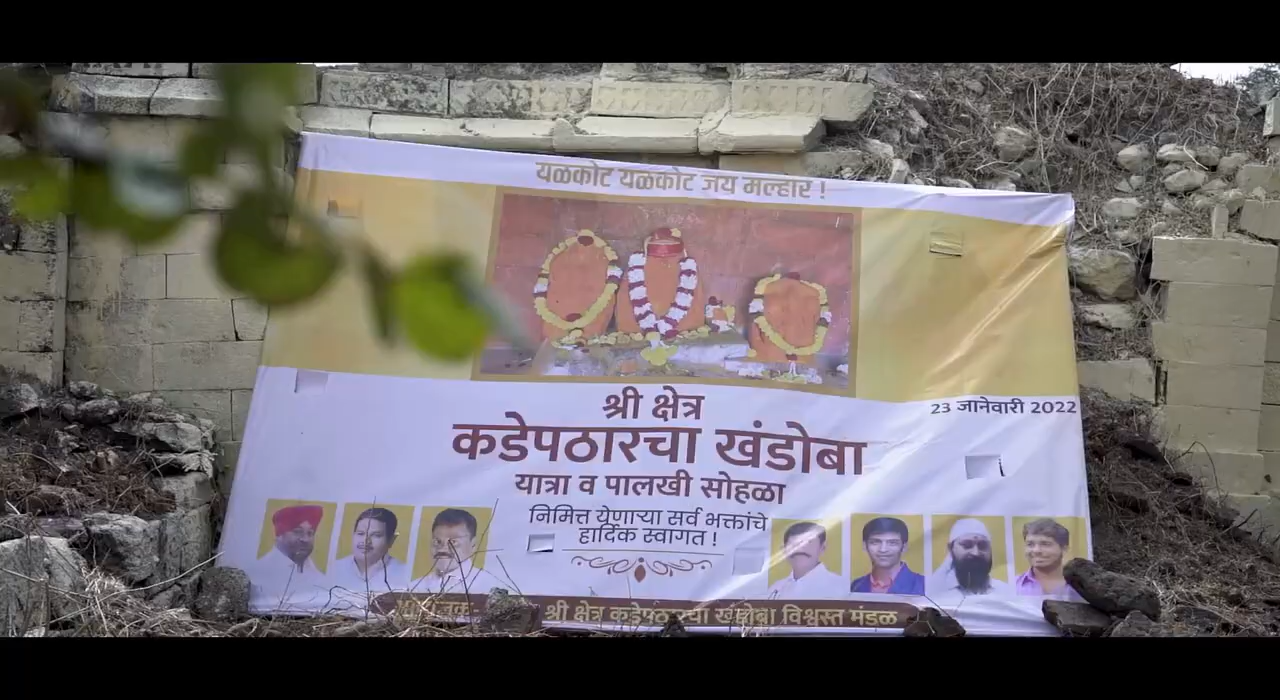 यळकोट यळकोट जय मल्हार !
श्री क्षेत्र
23 जानेवारी 2022
कडेपठारचा खंडोबा
यात्रा व पालखी सोहळा
निमित्त येणाऱ्या सर्व भक्तांचे
हार्दिक स्वागत !
श्री क्षेत्र कडेपठारचा खंडोबा विश्वस्त मंडळ